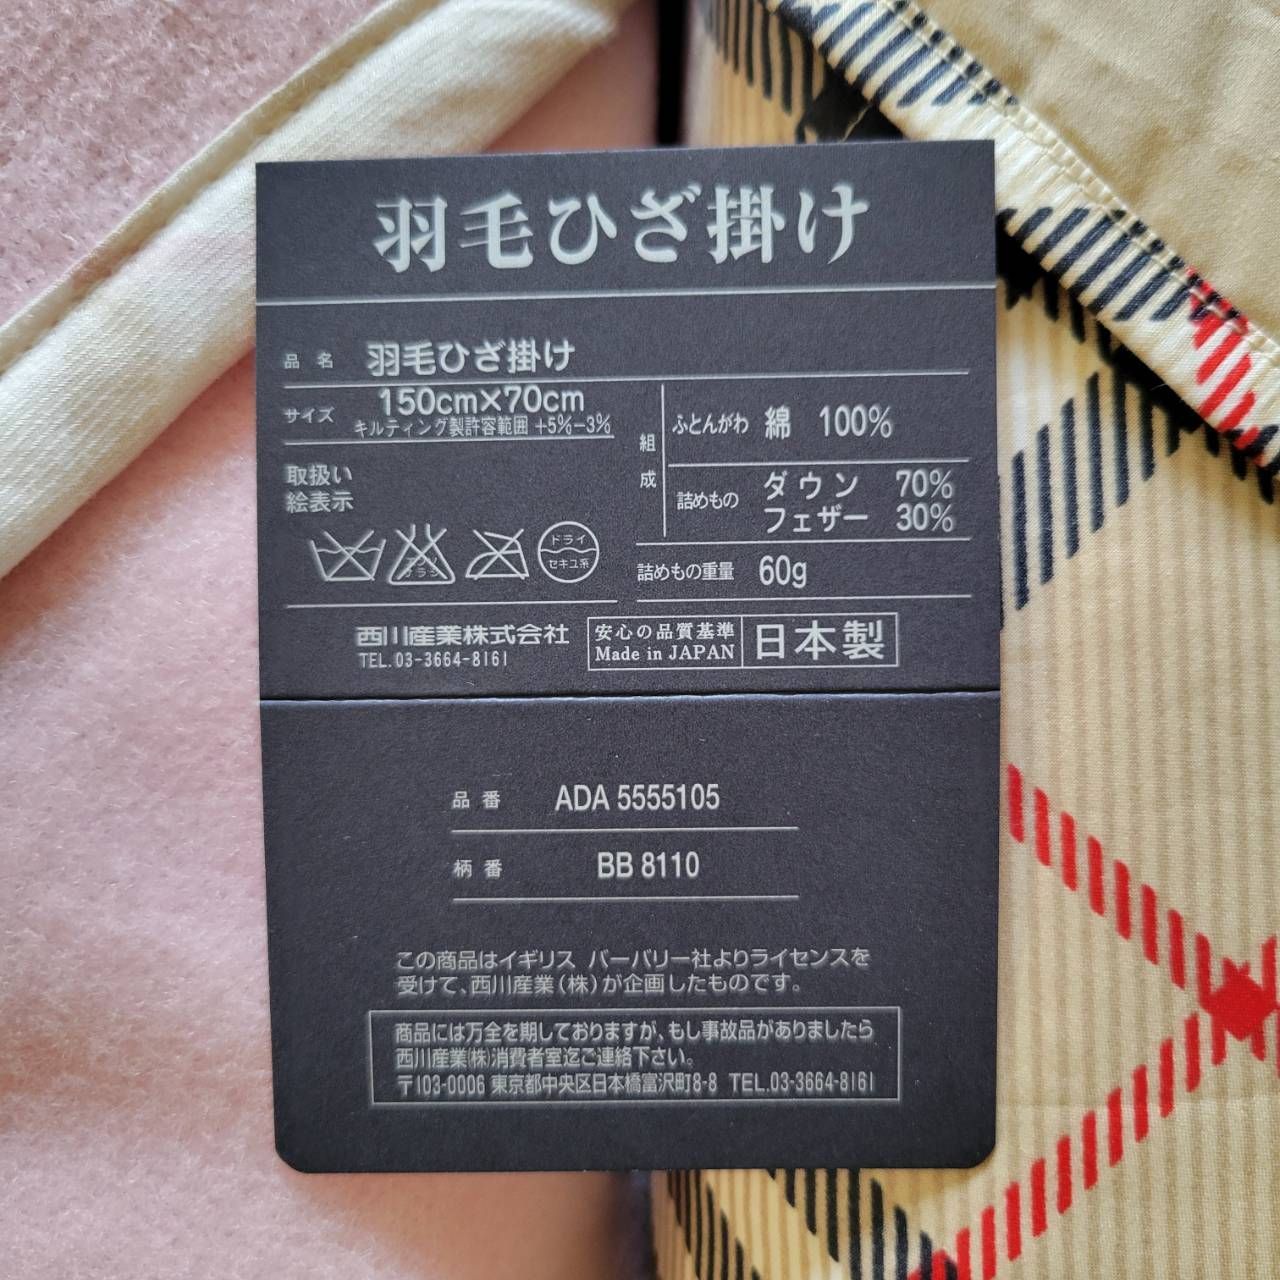 羽毛ひざ掛け
品名 羽毛ひざ掛け
サイズ 150cm×70cm
キルティング製許容範囲 +5%-3%
取扱い
絵表示
ドライ
セキユ系
組成
ふとんがわ 綿 100%
詰めもの ダウン 70%
フェザー 30%
詰めもの重量 60g
西川産業株式会社
TEL.03-3664-8161
安心の品質基準
Made in JAPAN
日本製
品番 ADA 5555105
柄番 BB 8110
この商品はイギリス バーバリー社よりライセンスを
受けて、西川産業(株)が企画したものです。
商品には万全を期しておりますが、もし事故品がありましたら
西川産業(株)消費者室迄ご連絡下さい。
〒103-0006 東京都中央区日本橋富沢町8-8 TEL.03-3664-8161